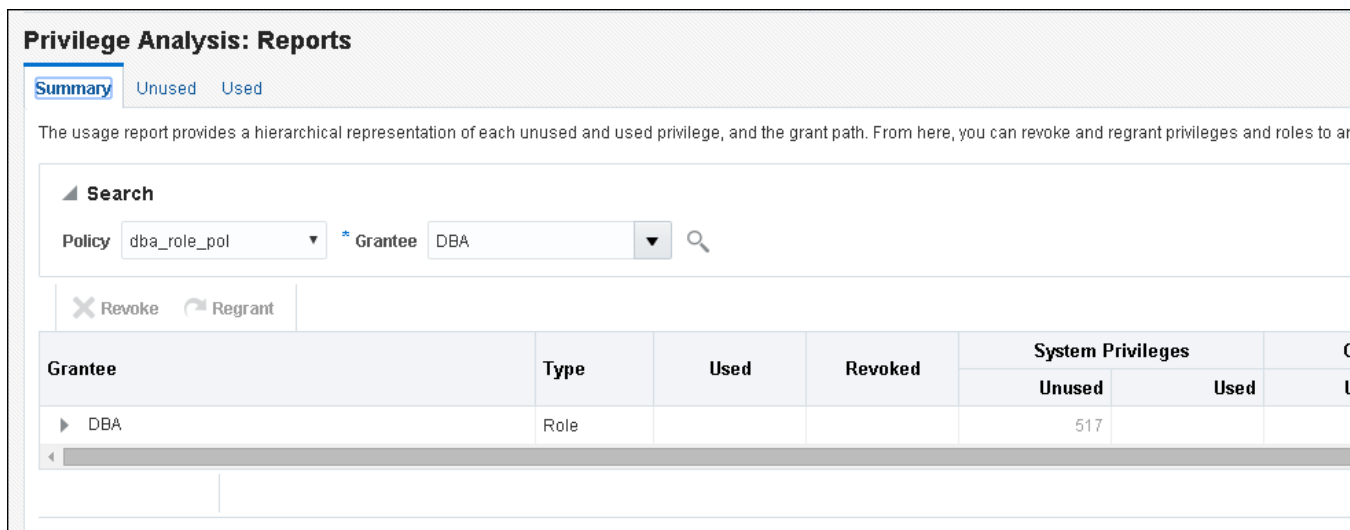 Privilege Analysis: Reports
Summary Unused Used
The usage report provides a hierarchical representation of each unused and used privilege, and the grant path. From here, you can revoke and regrant privileges and roles to
Search
Policy dba_role_pol * Grantee DBA
Revoke Regrant
Grantee Type Used Revoked System Privileges
Unused Used
DBA Role 517